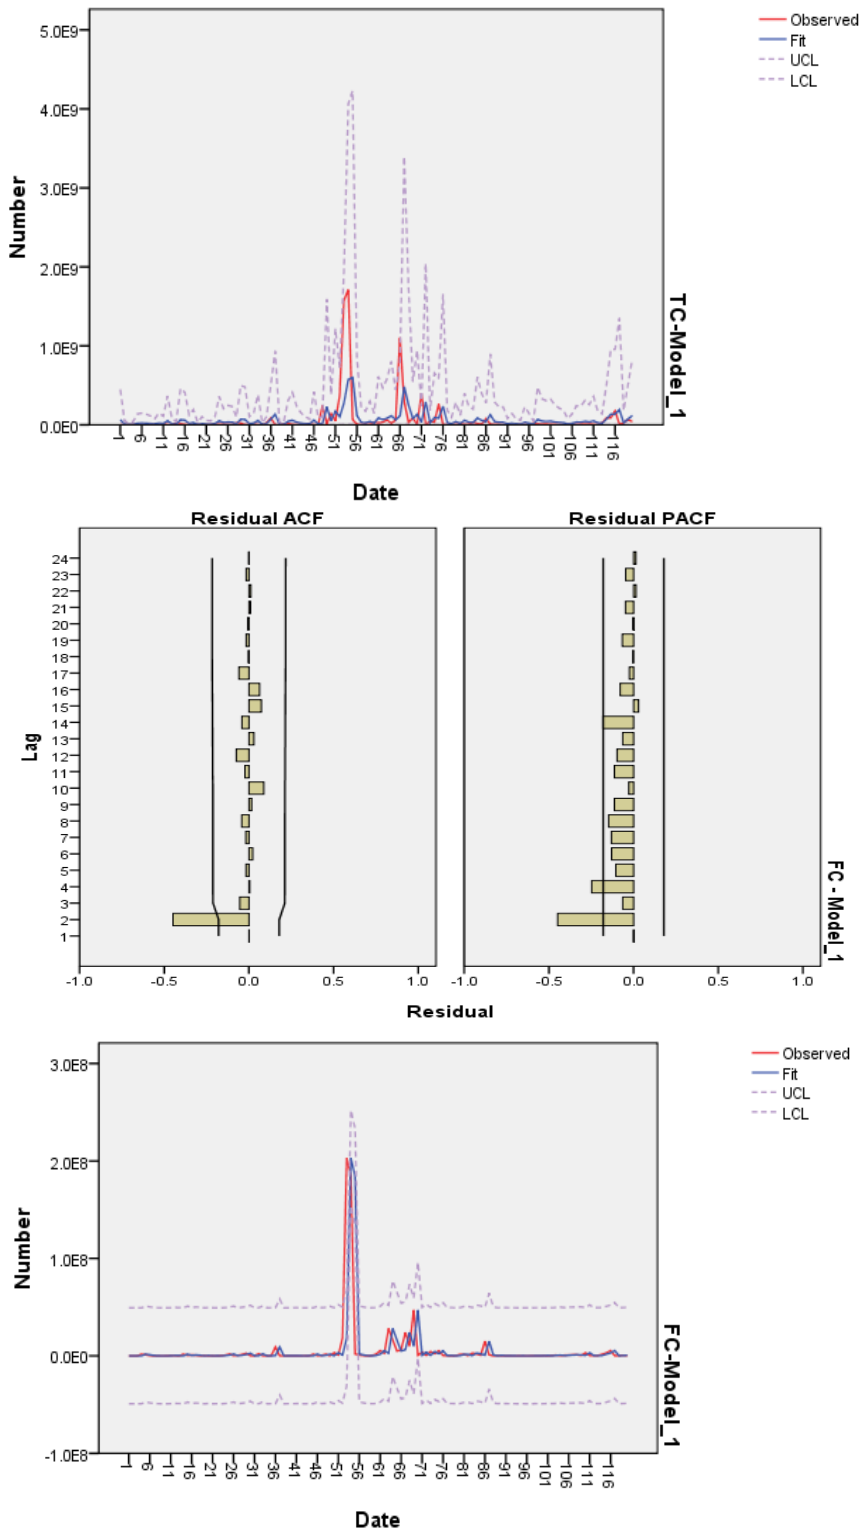 Observed
Fit
UCL
LCL
5.0E9
4.0E9
3.0E9
2.0E9
1.0E9
0.0E0
Number
1 6 11 16 21 26 31 36 41 46 51 56 61 66 71 76 81 86 91 96 101 106 111 116
Date
TC-Model_1
Residual ACF
Residual PACF
Lag
24
23
22
21
20
19
18
17
16
15
14
13
12
11
10
9
8
7
6
5
4
3
2
1
-1.0 -0.5 0.0 0.5 1.0
-1.0 -0.5 0.0 0.5 1.0
Residual
FC - Model_1
Observed
Fit
UCL
LCL
3.0E8
2.0E8
1.0E8
0.0E0
-1.0E8
Number
1 6 11 16 21 26 31 36 41 46 51 56 61 66 71 76 81 86 91 96 101 106 111 116
Date
FC-Model_1